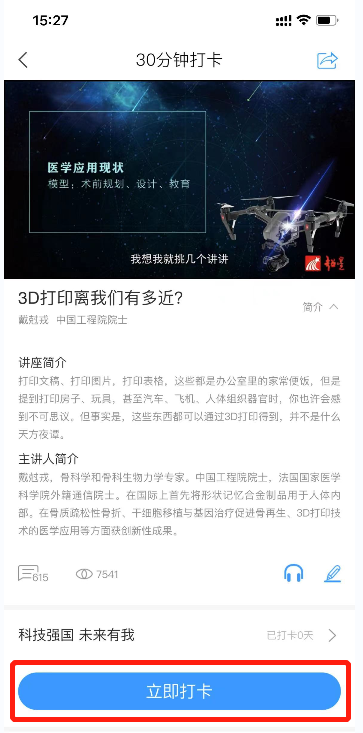 15:27
30分钟打卡
医学应用现状
模型：术前规划、设计、教育
我想我就挑几个讲讲
3D打印离我们有多近?
简介
戴尅戎 中国工程院院士
讲座简介
打印文稿、打印图片，打印表格，这些都是办公室里的家常便饭，但是
提到打印房子、玩具，甚至汽车、飞机、人体组织器官时，你也许会感
到不可思议。但事实是，这些东西都可以通过3D打印得到，并不是什么
天方夜谭。
主讲人简介
戴尅戎，骨科学和骨科生物力学专家。中国工程院院士，法国国家医学
科学院外籍通信院士。在国际上首先将形状记忆合金制品用于人体内
部。在骨质疏松性骨折、干细胞移植与基因治疗促进骨再生、3D打印技
术的医学应用等方面获创新性成果。
615
7541
科技强国 未来有我
已打卡0天
立即打卡